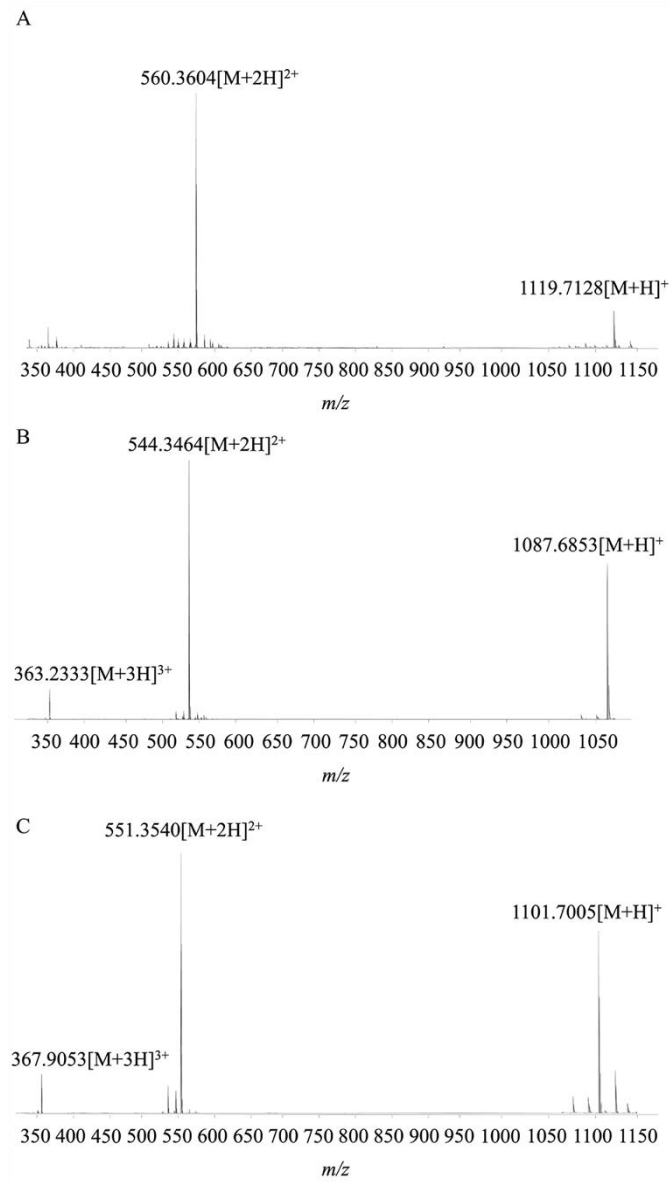 A
560.3604[M+2H]²⁺
1119.7128[M+H]⁺
350 400 450 500 550 600 650 700 750 800 850 900 950 1000 1050 1100 1150
m/z
B
544.3464[M+2H]²⁺
1087.6853[M+H]⁺
363.2333[M+3H]³⁺
350 400 450 500 550 600 650 700 750 800 850 900 950 1000 1050
m/z
C
551.3540[M+2H]²⁺
1101.7005[M+H]⁺
367.9053[M+3H]³⁺
350 400 450 500 550 600 650 700 750 800 850 900 950 1000 1050 1100 1150
m/z